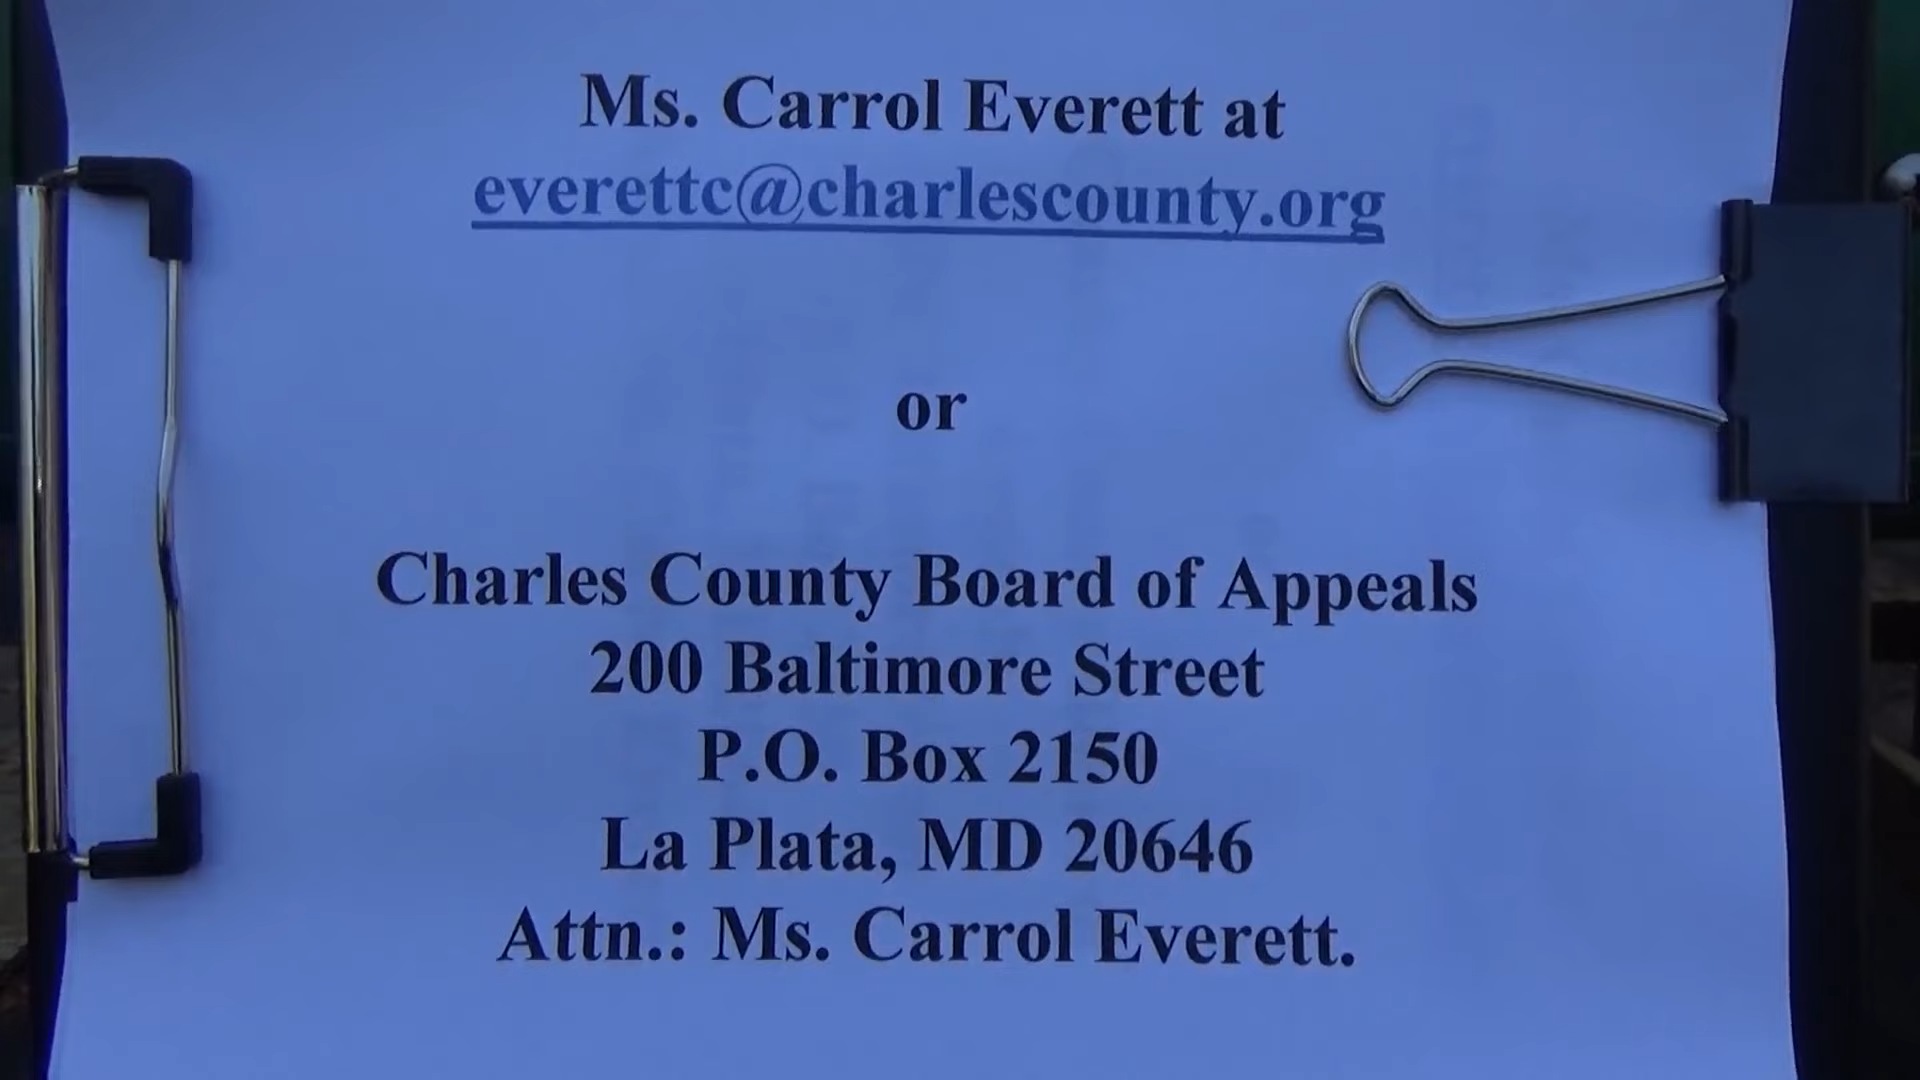 Ms. Carrol Everett at
everettc@charlescounty.org
or
Charles County Board of Appeals
200 Baltimore Street
P.O. Box 2150
La Plata, MD 20646
Attn.: Ms. Carrol Everett.